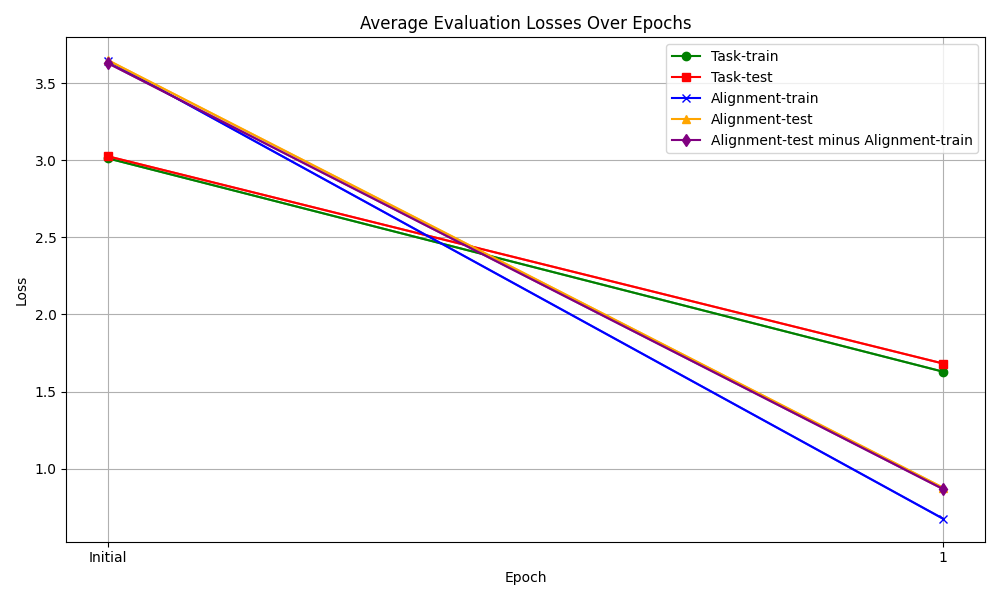 Average Evaluation Losses Over Epochs
Task-train
Task-test
Alignment-train
Alignment-test
Alignment-test minus Alignment-train
Loss
3.5
3.0
2.5
2.0
1.5
1.0
Initial
1
Epoch